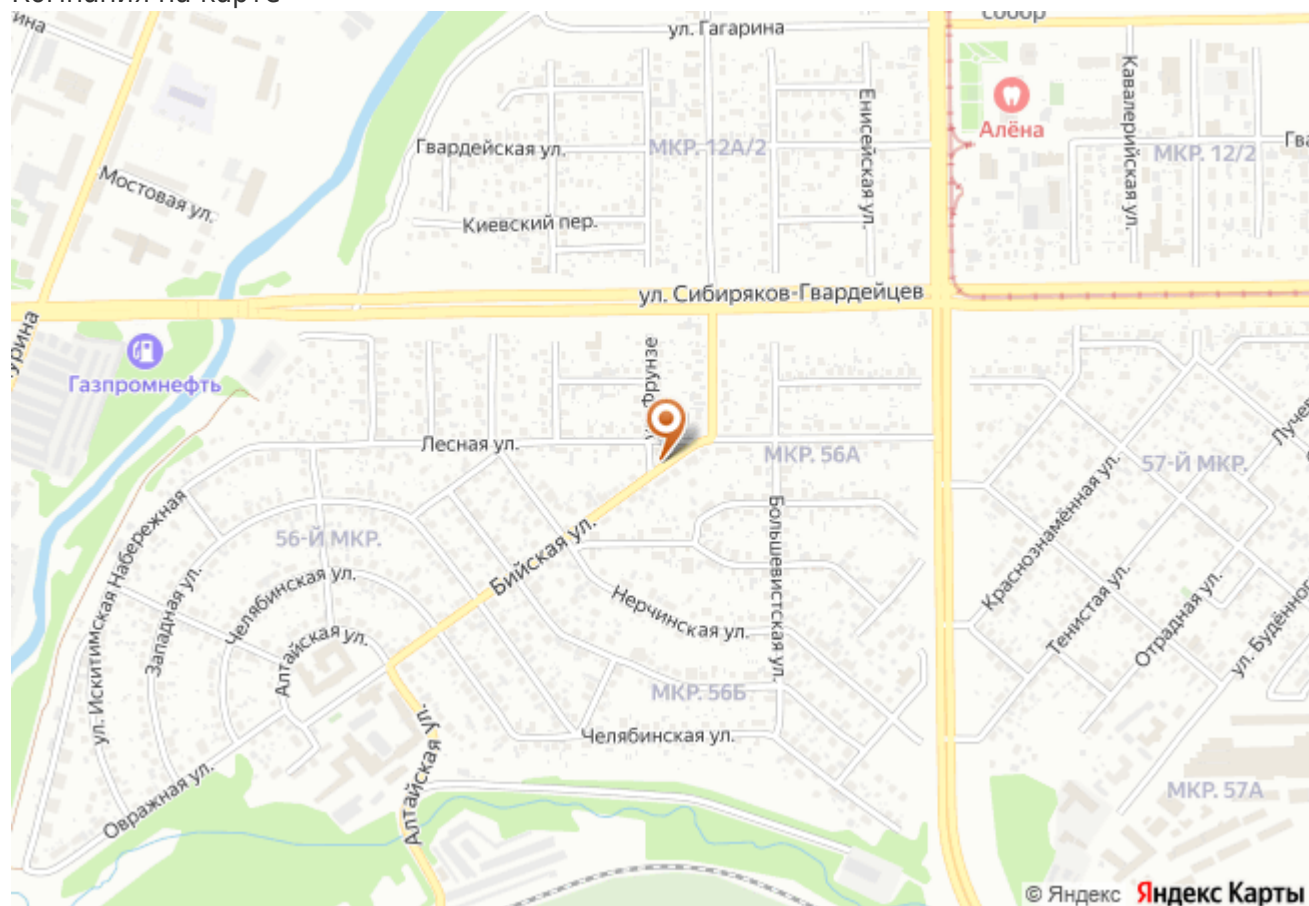 Компания на карте
собор
ул. Гагарина
Кавалерийская ул.
Енисейская ул.
Алёна
Гвардейская ул.
МКР. 12А/2
МКР. 12/2
Мостовая ул.
Киевский пер.
ул. Сибиряков-Гвардейцев
Газпромнефть
Лесная ул.
МКР. 56А
57-Й МКР.
56-Й МКР.
Бийская ул.
Большевистская ул.
Краснознамённая ул.
ул. Искитимская Набережная
Западная ул.
Челябинская ул.
Алтайская ул.
Нерчинская ул.
Тенистая ул.
Отрадная ул.
МКР. 56Б
Челябинская ул.
Алтайская ул.
Овражная ул.
МКР. 57А
© Яндекс Яндекс Карты